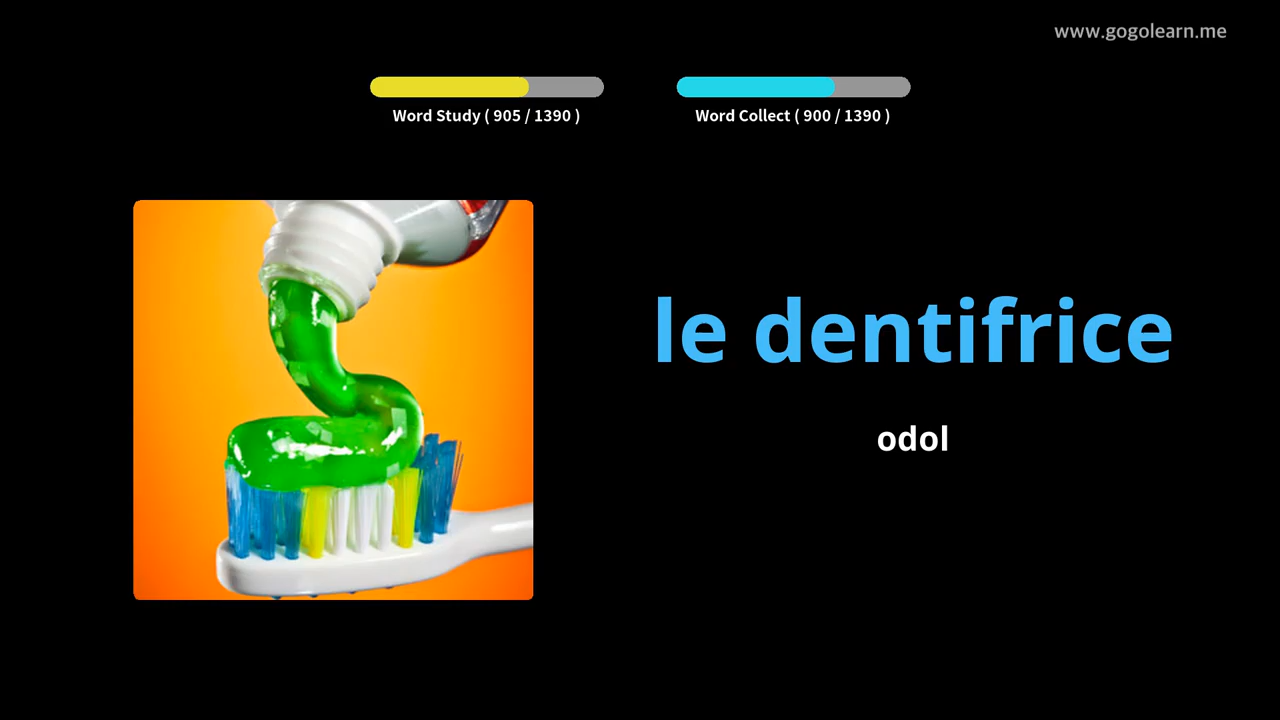 www.gogolearn.me
Word Study ( 905 / 1390 )
Word Collect ( 900 / 1390 )
le dentifrice
odol